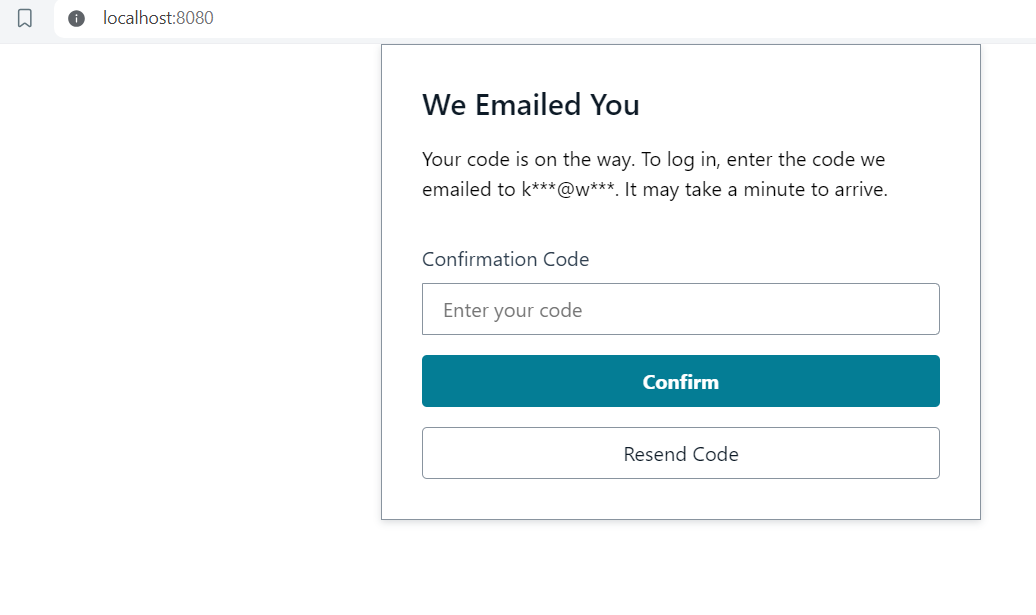 localhost:8080
We Emailed You
Your code is on the way. To log in, enter the code we
emailed to k***@w***. It may take a minute to arrive.
Confirmation Code
Enter your code
Confirm
Resend Code